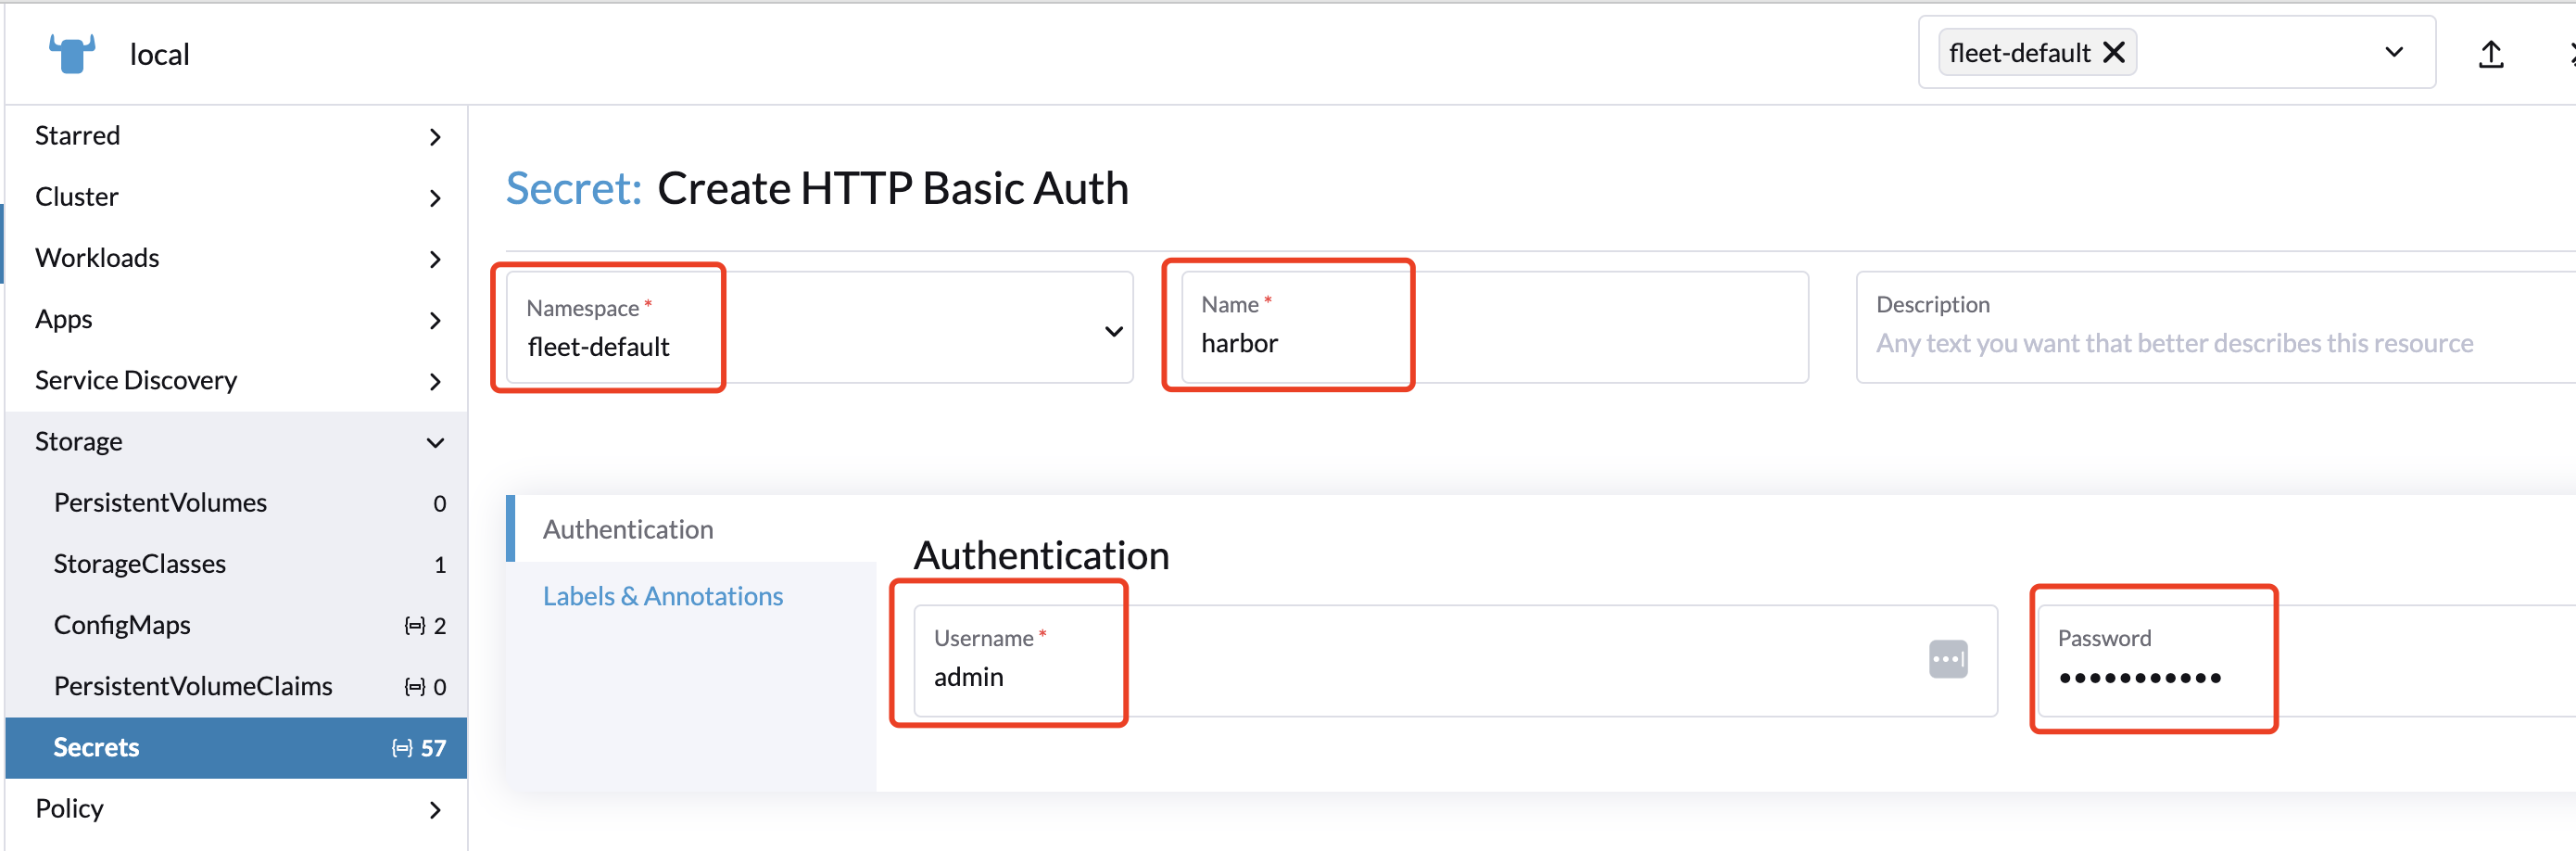 local
fleet-default
Starred
Cluster
Workloads
Apps
Service Discovery
Storage
PersistentVolumes 0
StorageClasses 1
ConfigMaps 2
PersistentVolumeClaims 0
Secrets 57
Policy
Secret: Create HTTP Basic Auth
Namespace *
fleet-default
Name *
harbor
Description
Any text you want that better describes this resource
Authentication
Labels & Annotations
Authentication
Username *
admin
Password
•••••••••••